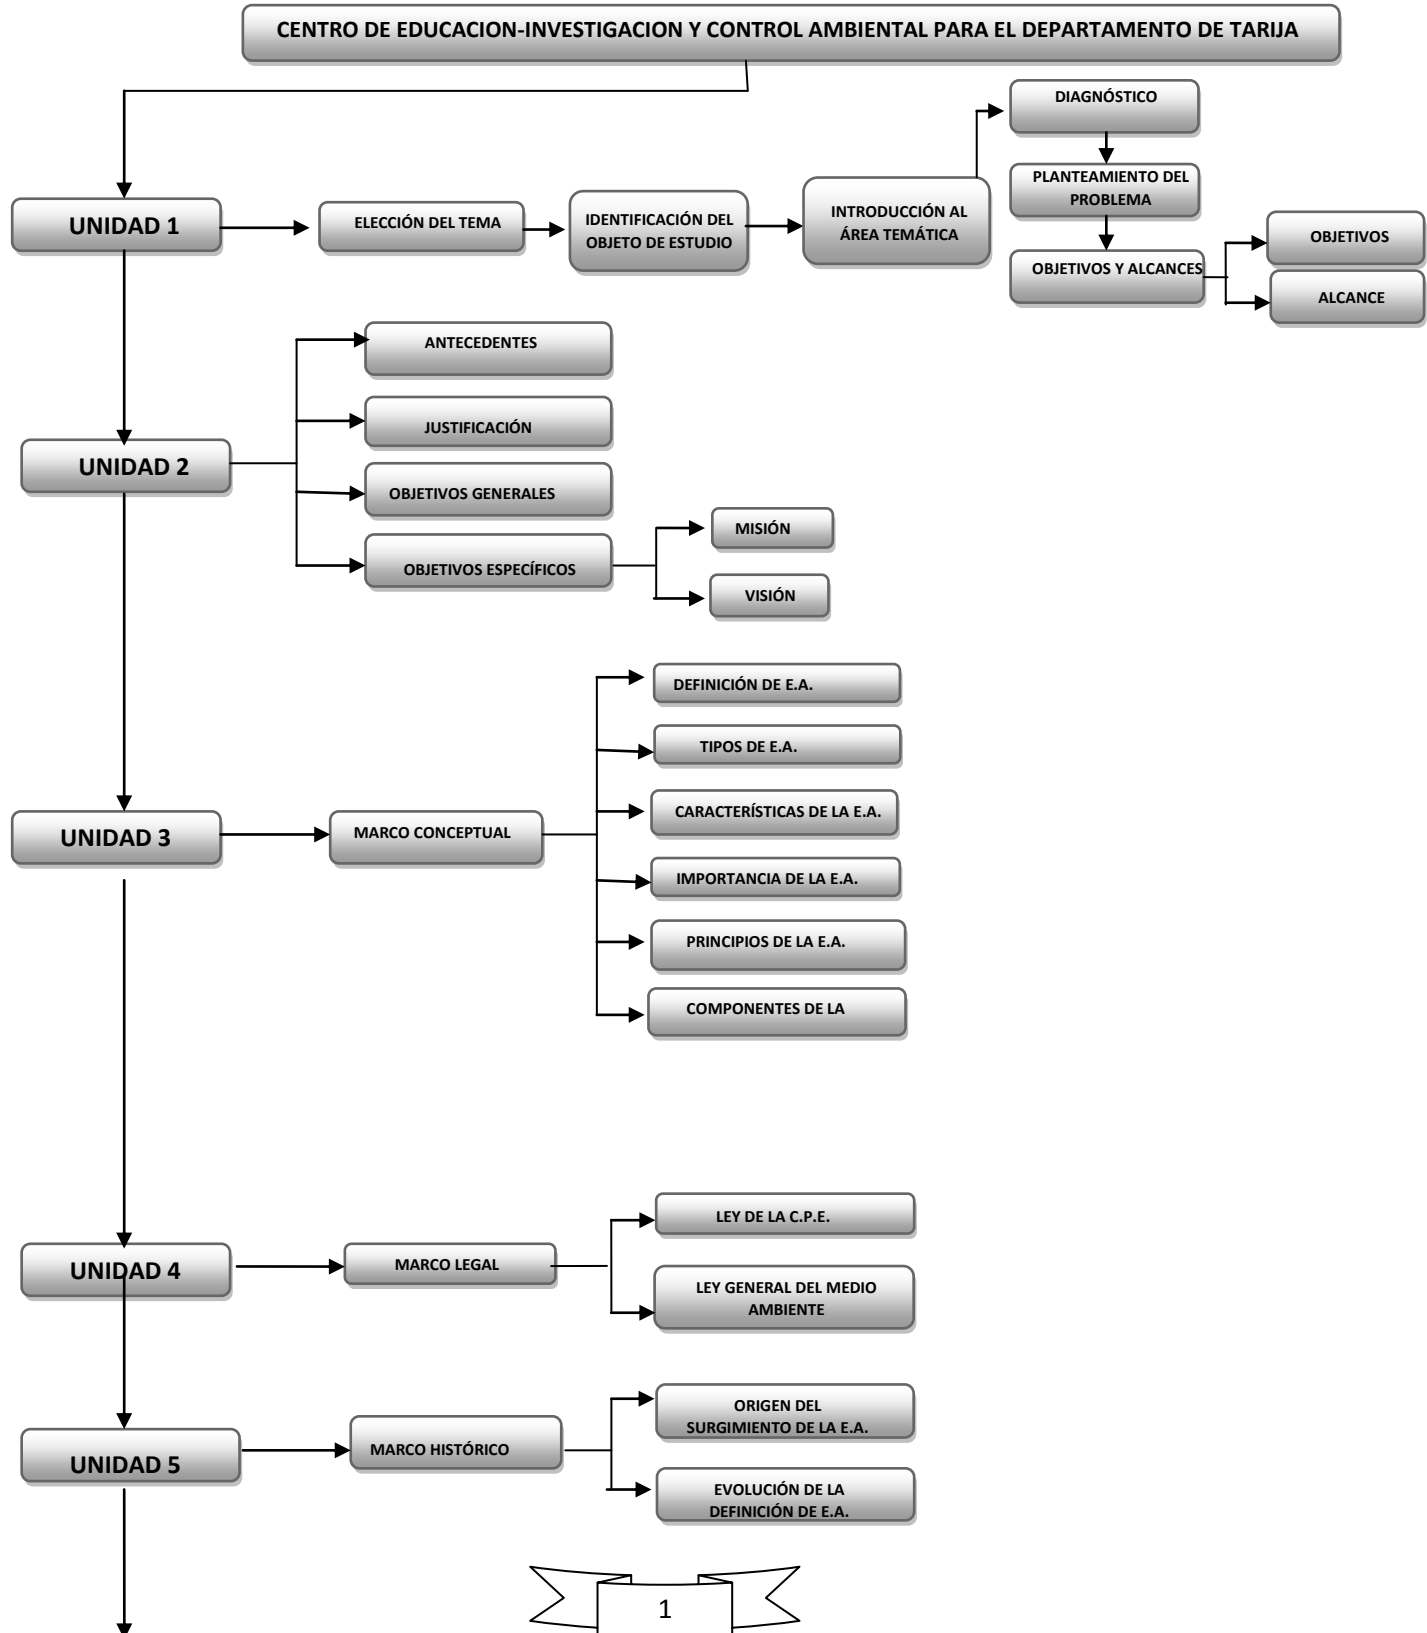 CENTRO DE EDUCACION-INVESTIGACION Y CONTROL AMBIENTAL PARA EL DEPARTAMENTO DE TARIJA
UNIDAD 1
ELECCIÓN DEL TEMA
IDENTIFICACIÓN DEL
OBJETO DE ESTUDIO
INTRODUCCIÓN AL
ÁREA TEMÁTICA
DIAGNÓSTICO
PLANTEAMIENTO DEL
PROBLEMA
OBJETIVOS Y ALCANCES
OBJETIVOS
ALCANCE
UNIDAD 2
ANTECEDENTES
JUSTIFICACIÓN
OBJETIVOS GENERALES
OBJETIVOS ESPECÍFICOS
MISIÓN
VISIÓN
UNIDAD 3
MARCO CONCEPTUAL
DEFINICIÓN DE E.A.
TIPOS DE E.A.
CARACTERÍSTICAS DE LA E.A.
IMPORTANCIA DE LA E.A.
PRINCIPIOS DE LA E.A.
COMPONENTES DE LA
UNIDAD 4
MARCO LEGAL
LEY DE LA C.P.E.
LEY GENERAL DEL MEDIO
AMBIENTE
UNIDAD 5
MARCO HISTÓRICO
ORIGEN DEL
SURGIMIENTO DE LA E.A.
EVOLUCIÓN DE LA
DEFINICIÓN DE E.A.
1